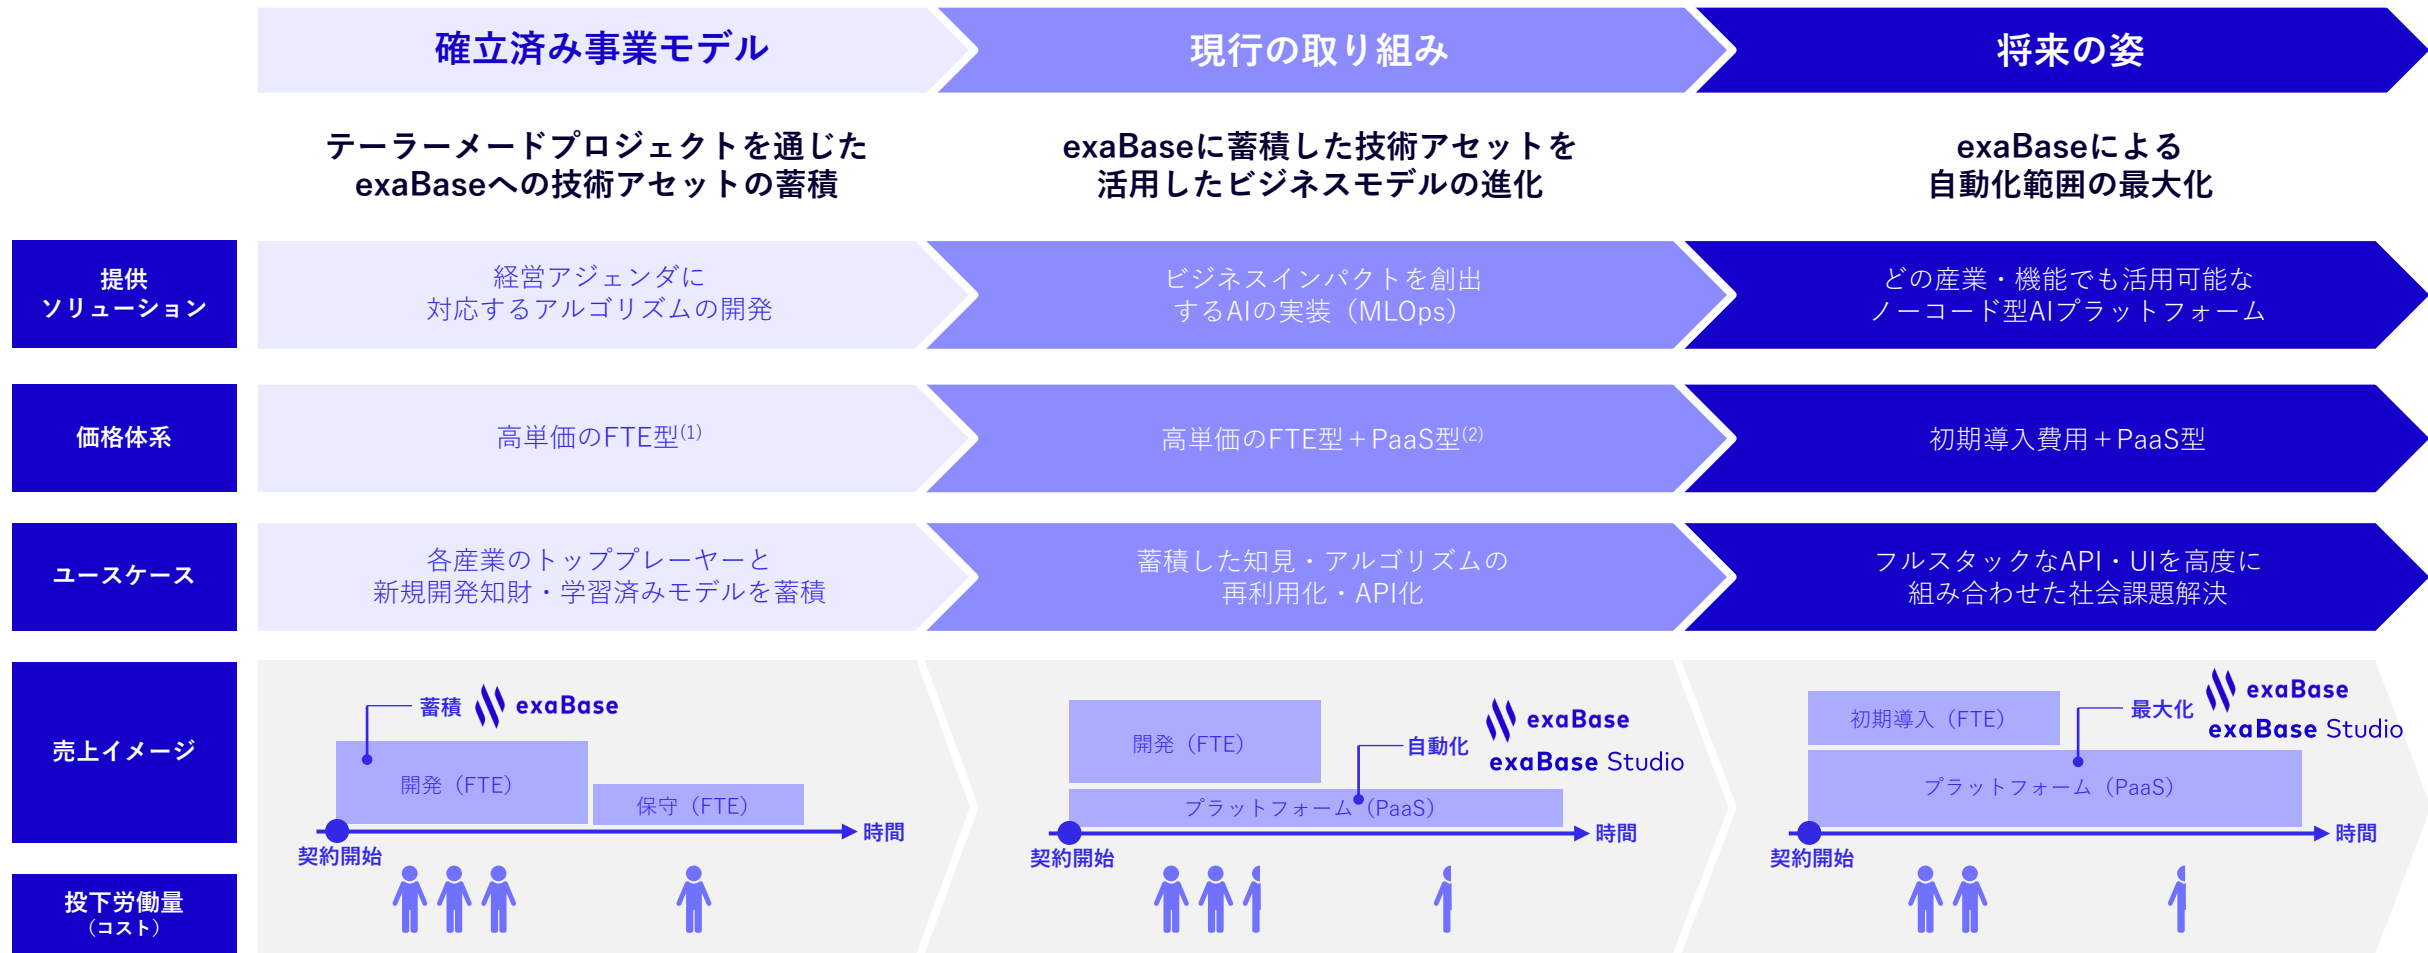 確立済み事業モデル
現行の取り組み
将来の姿
テーラーメードプロジェクトを通じた
exaBaseへの技術アセットの蓄積
exaBaseに蓄積した技術アセットを
活用したビジネスモデルの進化
exaBaseによる
自動化範囲の最大化
提供
ソリューション
経営アジェンダに
対応するアルゴリズムの開発
ビジネスインパクトを創出
するAIの実装（MLOps）
どの産業・機能でも活用可能な
ノーコード型AIプラットフォーム
価格体系
高単価のFTE型(1)
高単価のFTE型＋PaaS型(2)
初期導入費用＋PaaS型
ユースケース
各産業のトッププレーヤーと
新規開発知財・学習済みモデルを蓄積
蓄積した知見・アルゴリズムの
再利用化・API化
フルスタックなAPI・UIを高度に
組み合わせた社会課題解決
売上イメージ
蓄積 exaBase
開発（FTE）
保守（FTE）
時間
契約開始
開発（FTE）
自動化
exaBase
exaBase Studio
プラットフォーム（PaaS）
時間
契約開始
初期導入（FTE）
最大化
exaBase
exaBase Studio
プラットフォーム（PaaS）
時間
契約開始
投下労働量
（コスト）